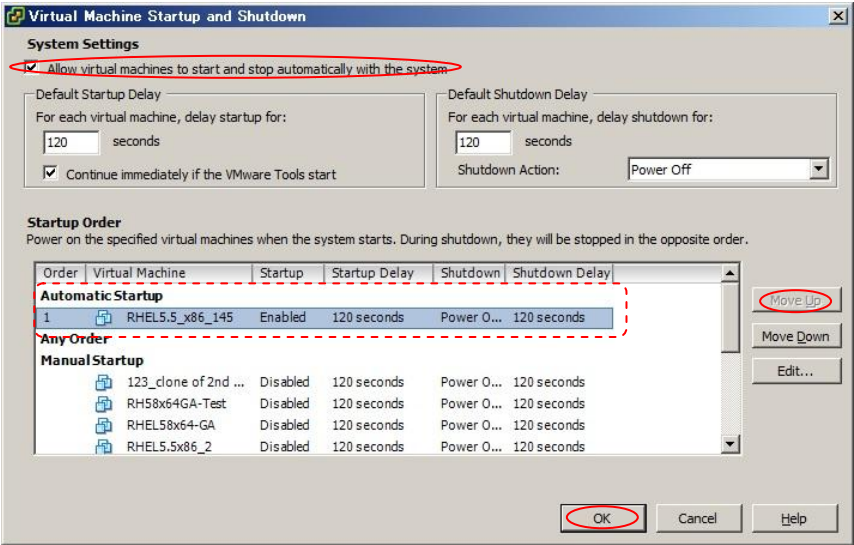 Virtual Machine Startup and Shutdown
System Settings
Allow virtual machines to start and stop automatically with the system
Default Startup Delay
For each virtual machine, delay startup for:
120 seconds
Continue immediately if the VMware Tools start
Default Shutdown Delay
For each virtual machine, delay shutdown for:
120 seconds
Shutdown Action: Power Off
Startup Order
Power on the specified virtual machines when the system starts. During shutdown, they will be stopped in the opposite order.
Order Virtual Machine Startup Startup Delay Shutdown Shutdown Delay
Automatic Startup
1 RHEL5.5_x86_145 Enabled 120 seconds Power O... 120 seconds
Any Order
Manual Startup
123_clone of 2nd ... Disabled 120 seconds Power O... 120 seconds
RH58x64GA-Test Disabled 120 seconds Power O... 120 seconds
RHEL58x64-GA Disabled 120 seconds Power O... 120 seconds
RHEL5.5x86_2 Disabled 120 seconds Power O... 120 seconds
Move Up
Move Down
Edit...
OK Cancel Help